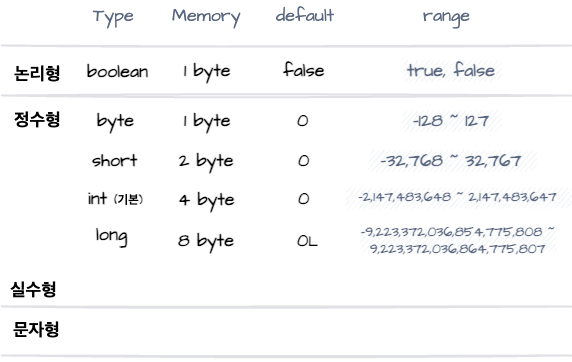 Type Memory default range
논리형 boolean 1 byte false true, false
정수형 byte 1 byte 0 -128 ~ 127
short 2 byte 0 -32,768 ~ 32,767
int (기본) 4 byte 0 -2,147,483,648 ~ 2,147,483,647
long 8 byte 0L -9,223,372,036,854,775,808 ~
9,223,372,036,864,775,807
실수형
문자형